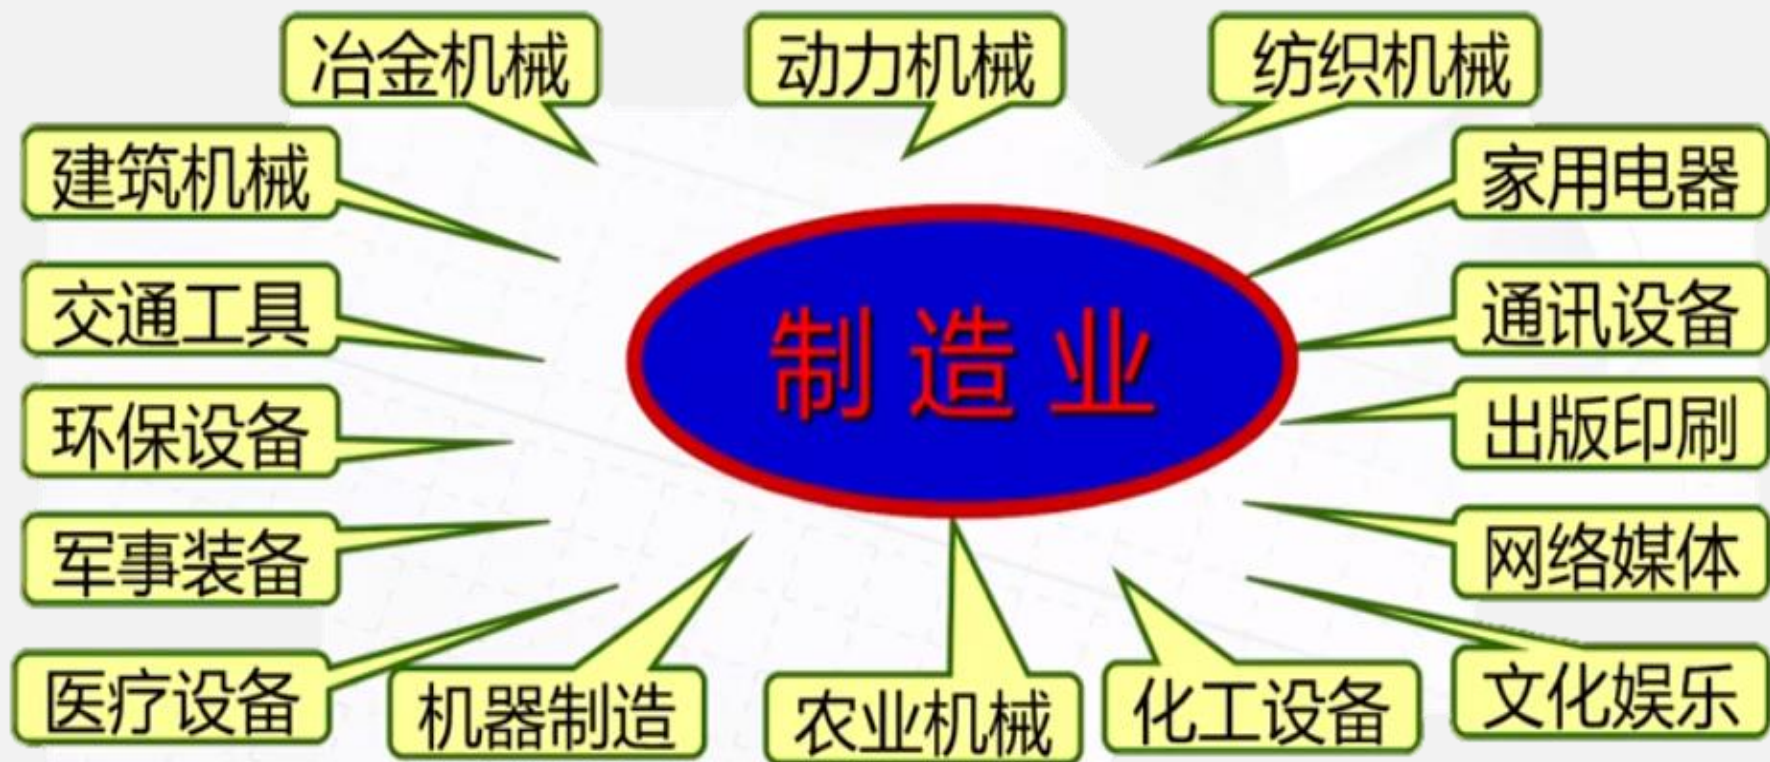 冶金机械
动力机械
纺织机械
建筑机械
家用电器
交通工具
通讯设备
制造业
环保设备
出版印刷
军事装备
网络媒体
医疗设备
机器制造
农业机械
化工设备
文化娱乐